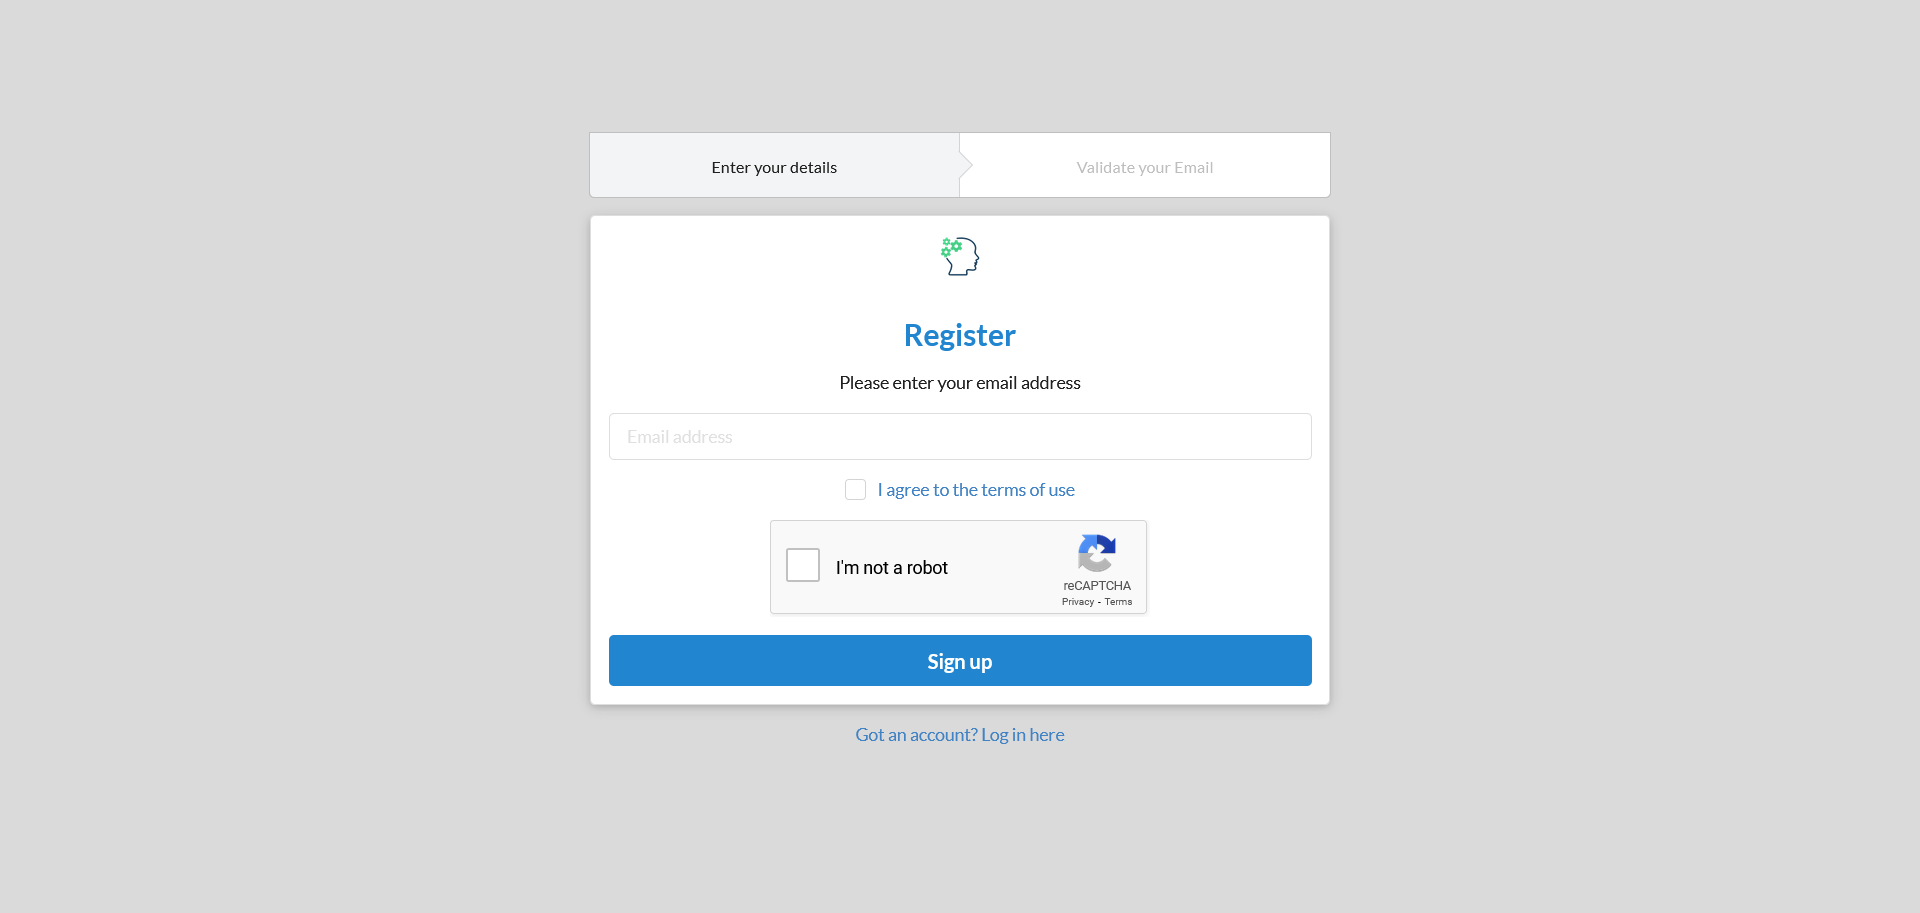 Enter your details
Validate your Email
Register
Please enter your email address
Email address
I agree to the terms of use
I'm not a robot
reCAPTCHA
Privacy - Terms
Sign up
Got an account? Log in here